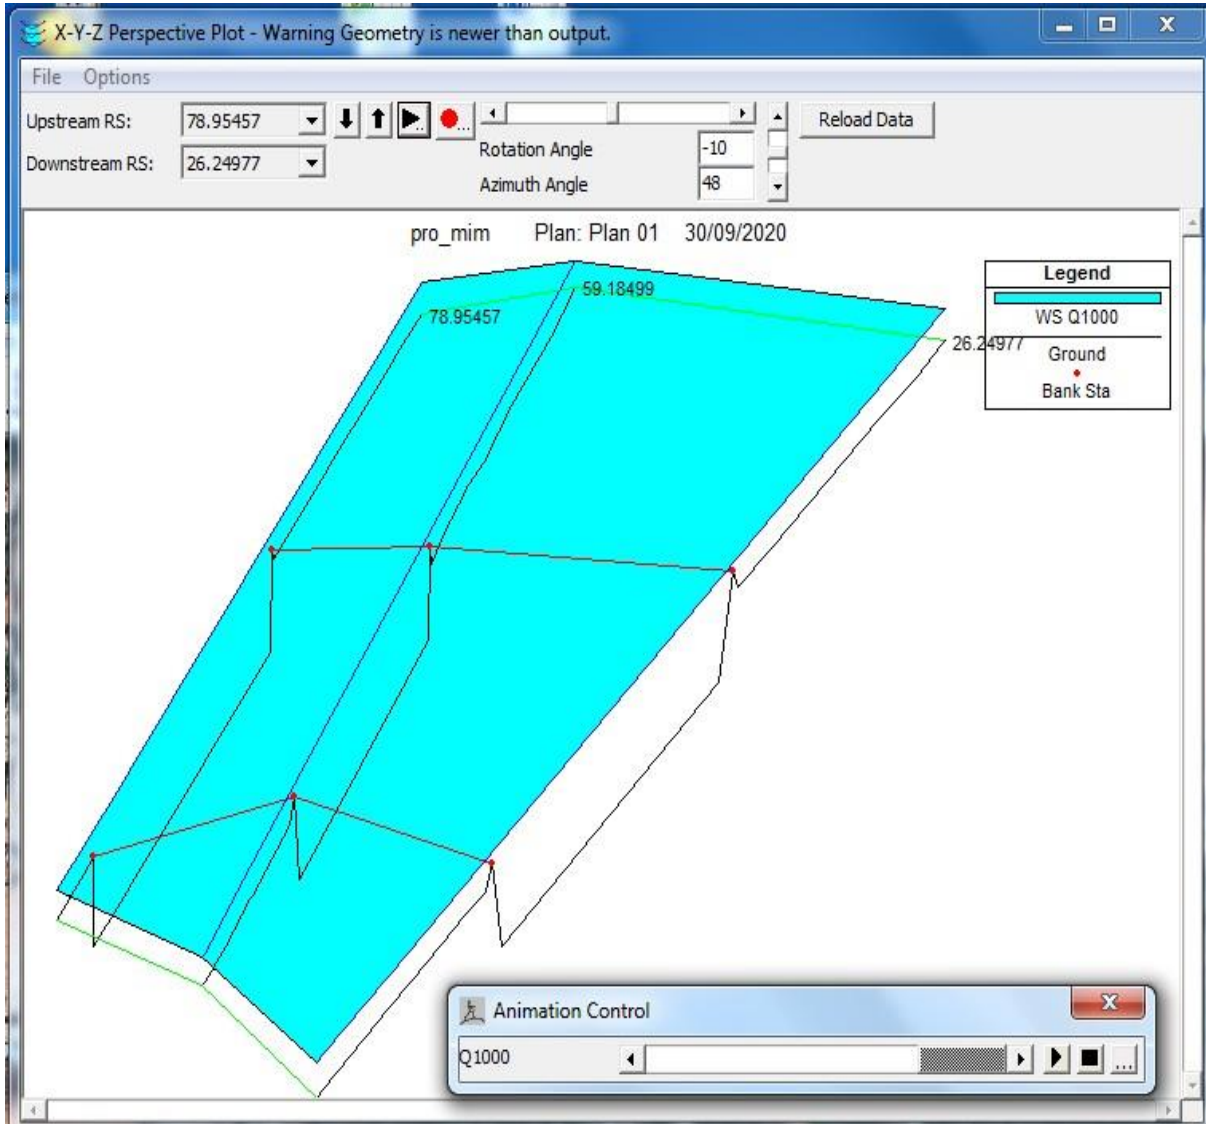 X-Y-Z Perspective Plot - Warning Geometry is newer than output.
File Options
Upstream RS: 78.95457
Downstream RS: 26.24977
Rotation Angle -10
Azimuth Angle 48
Reload Data
pro_mim Plan: Plan 01 30/09/2020
Legend
WS Q1000
Ground
Bank Sta
59.18499
78.95457
26.24977
Animation Control
Q1000